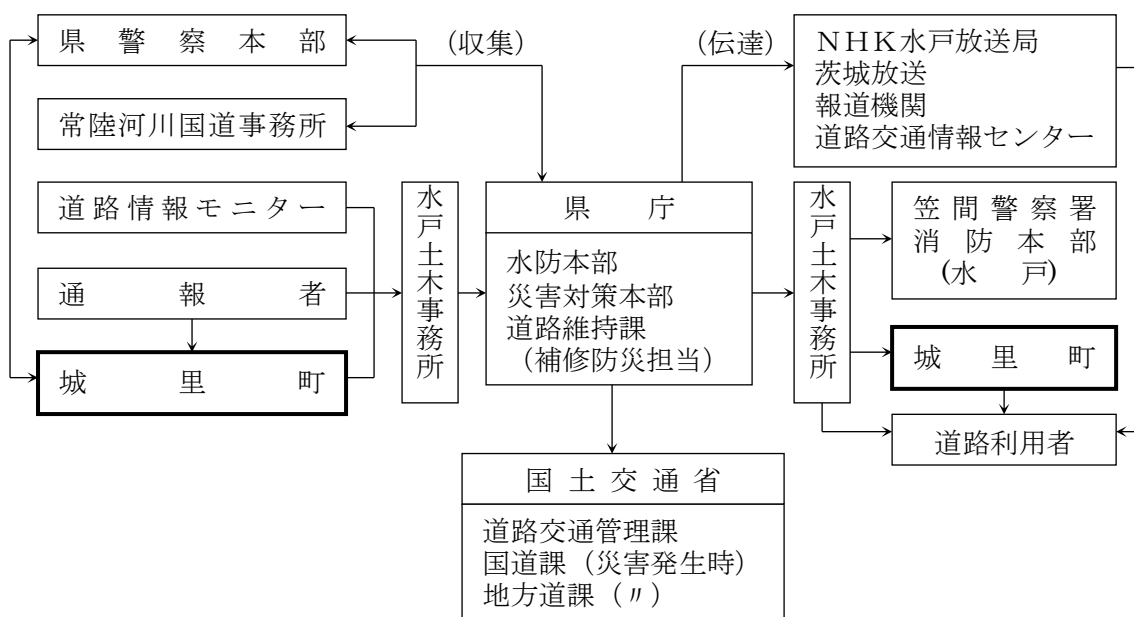 県警察本部
(収集)
(伝達)
NHK水戸放送局
茨城放送
報道機関
道路交通情報センター
常陸河川国道事務所
道路情報モニター
通報者
城里町
水戸土木事務所
県庁
水防本部
災害対策本部
道路維持課
(補修防災担当)
水戸土木事務所
笠間警察署
消防本部
(水戸)
城里町
道路利用者
国土交通省
道路交通管理課
国道課(災害発生時)
地方道課(〃)